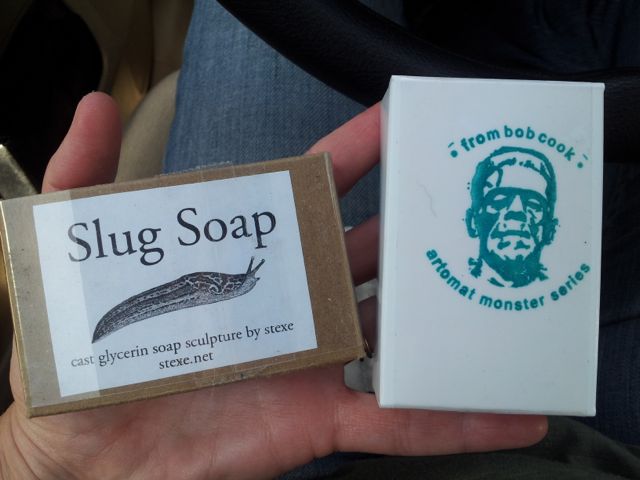 Slug Soap
cast glycerin soap sculpture by stexe
stexe.net
from bob cook
artomat monster series